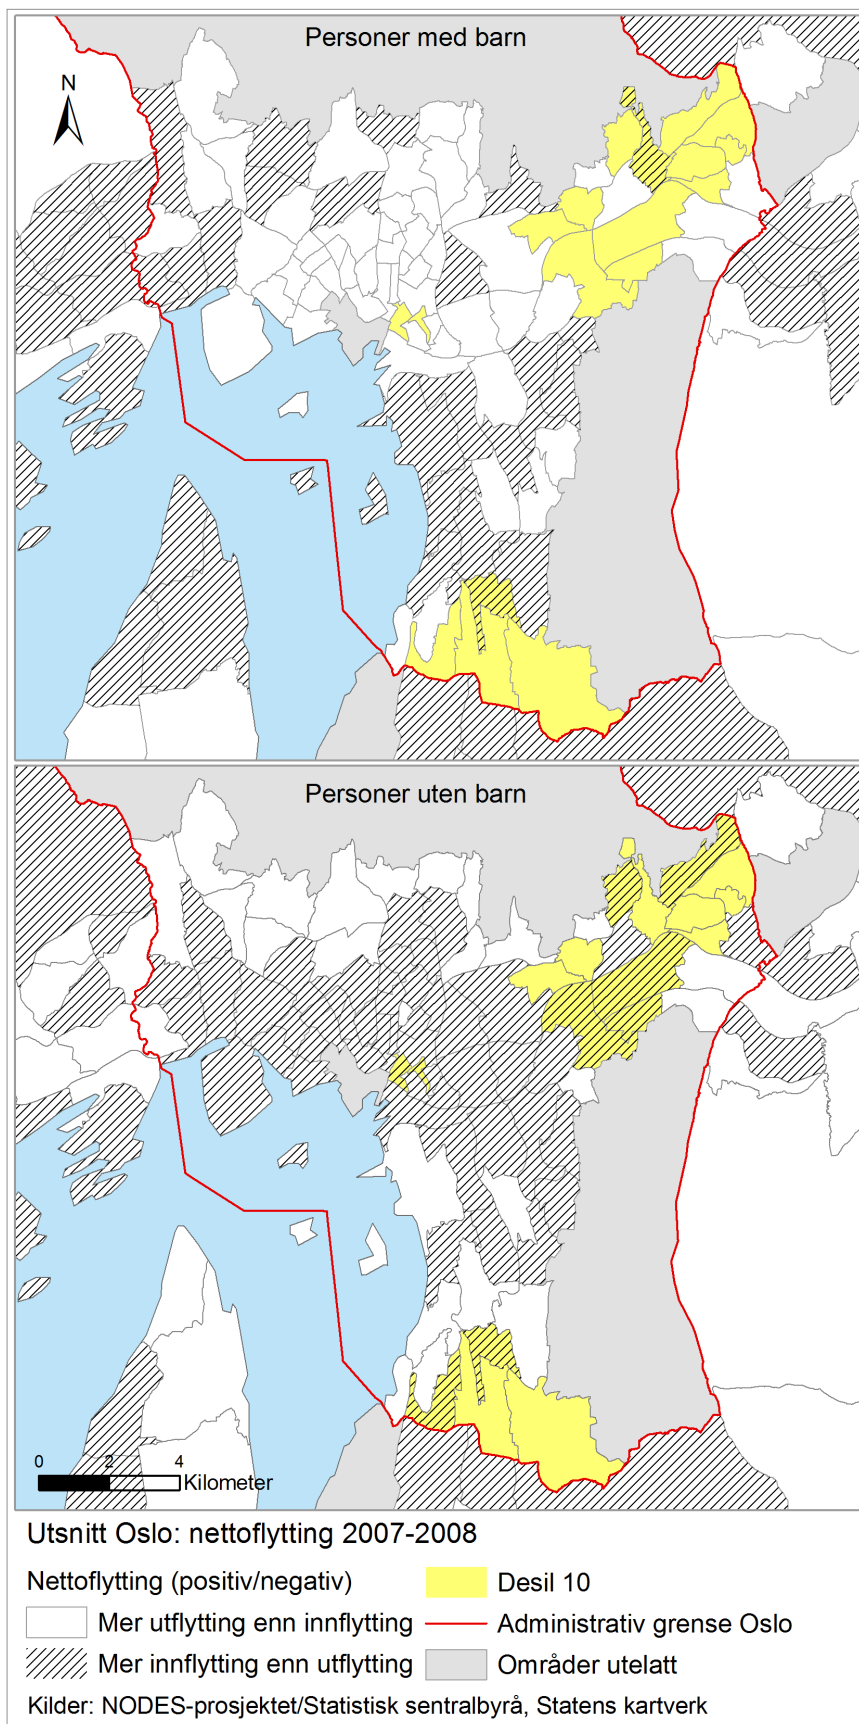 Personer med barn
N
Personer uten barn
0 2 4
Kilometer
Utsnitt Oslo: nettoflytting 2007-2008
Nettoflytting (positiv/negativ)
Mer utflytting enn innflytting
Mer innflytting enn utflytting
Desil 10
Administrativ grense Oslo
Områder utelatt
Kilder: NODES-prosjektet/Statistisk sentralbyrå, Statens kartverk